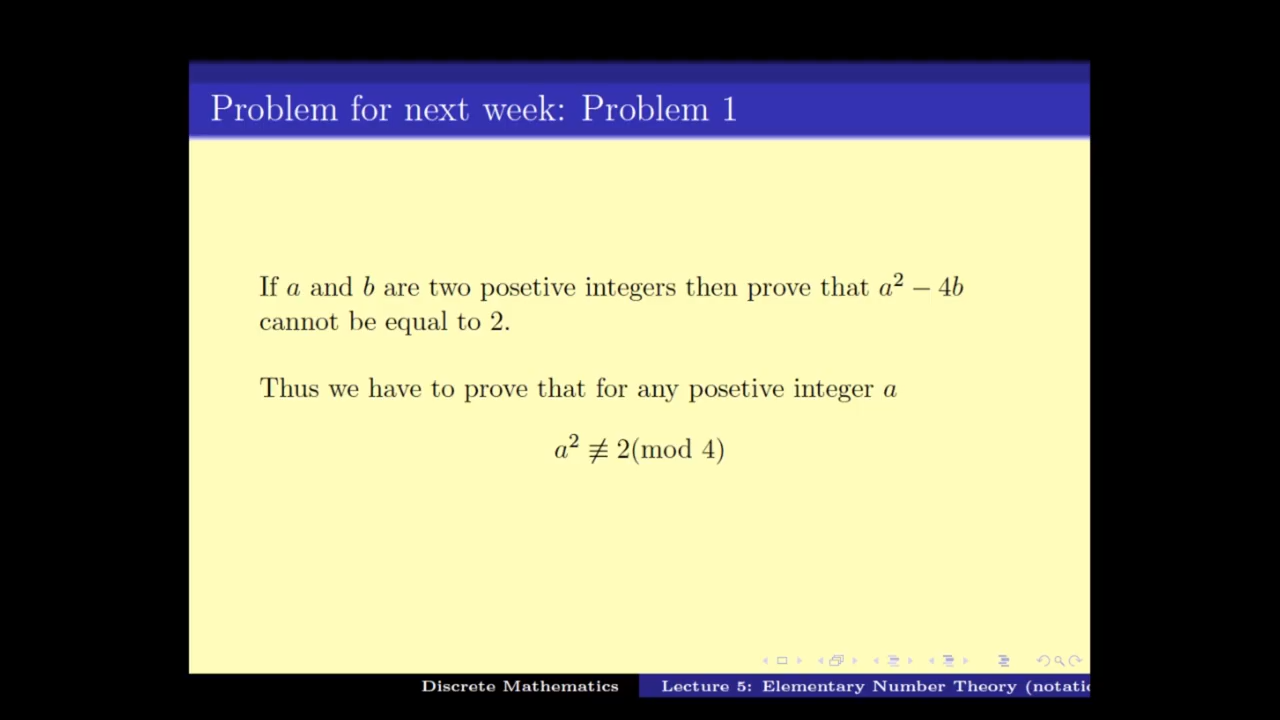 Problem for next week: Problem 1
If a and b are two posetive integers then prove that a² − 4b
cannot be equal to 2.
Thus we have to prove that for any posetive integer a
a² ≢ 2(mod 4)
Discrete Mathematics
Lecture 5: Elementary Number Theory (notatic